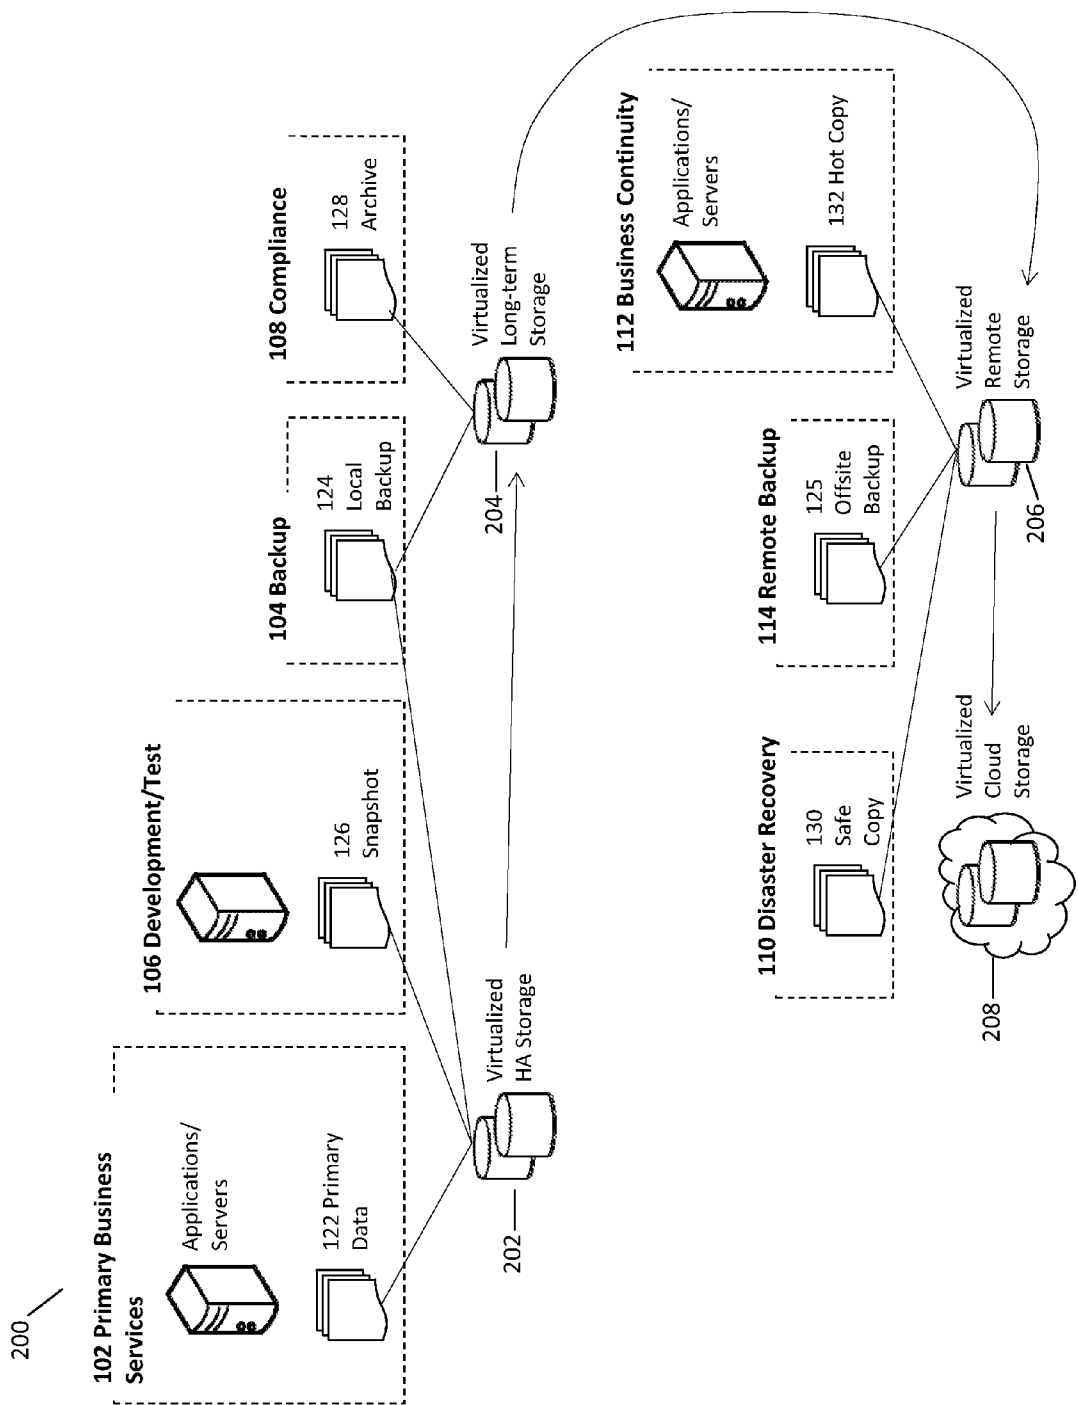 200
102 Primary Business
Services
Applications/
Servers
122 Primary
Data
106 Development/Test
126
Snapshot
104 Backup
124
Local
Backup
108 Compliance
128
Archive
202
Virtualized
HA Storage
204
Virtualized
Long-term
Storage
110 Disaster Recovery
130
Safe
Copy
114 Remote Backup
125
Offsite
Backup
112 Business Continuity
Applications/
Servers
132 Hot Copy
208
Virtualized
Cloud
Storage
206
Virtualized
Remote
Storage